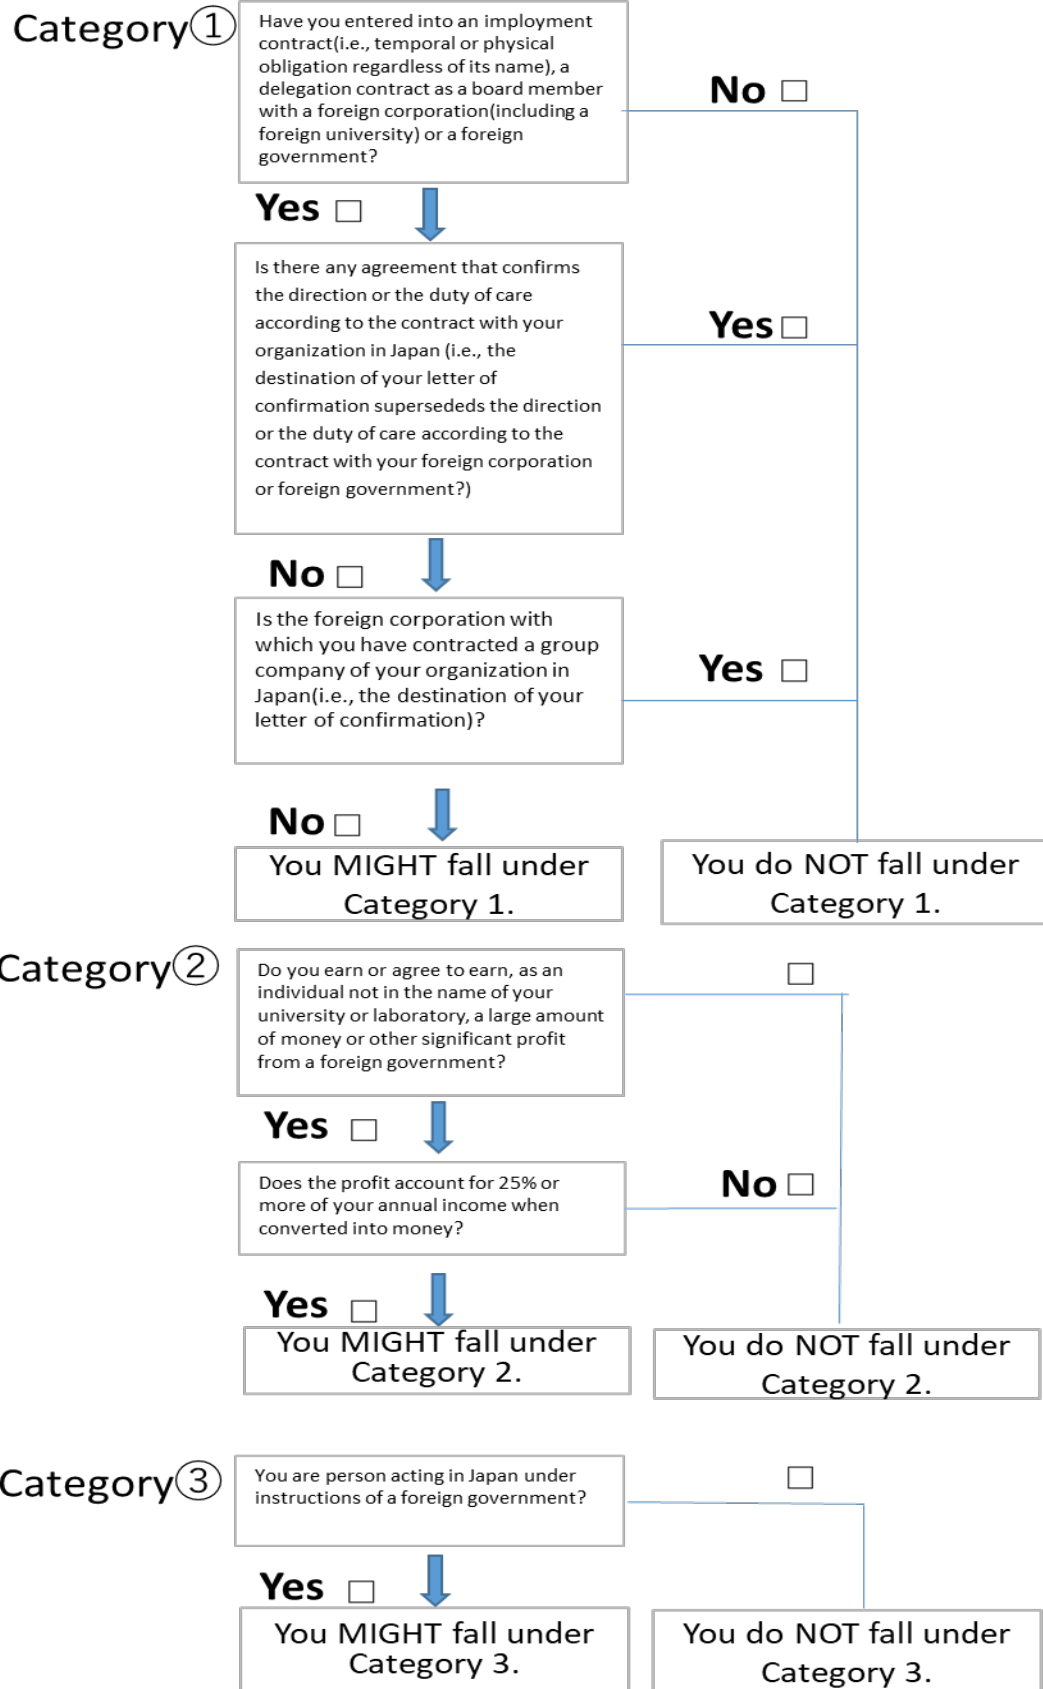 Category①
Have you entered into an imployment
contract(i.e., temporal or physical
obligation regardless of its name), a
delegation contract as a board member
with a foreign corporation(including a
foreign university) or a foreign
government?
No □
Yes □
Is there any agreement that confirms
the direction or the duty of care
according to the contract with your
organization in Japan (i.e., the
destination of your letter of
confirmation supersededs the direction
or the duty of care according to the
contract with your foreign corporation
or foreign government?)
Yes □
No □
Is the foreign corporation with
which you have contracted a group
company of your organization in
Japan(i.e., the destination of your
letter of confirmation)?
Yes □
No □
You MIGHT fall under
Category 1.
You do NOT fall under
Category 1.
Category②
Do you earn or agree to earn, as an
individual not in the name of your
university or laboratory, a large amount
of money or other significant profit
from a foreign government?
□
Yes □
Does the profit account for 25% or
more of your annual income when
converted into money?
No □
Yes □
You MIGHT fall under
Category 2.
You do NOT fall under
Category 2.
Category③
You are person acting in Japan under
instructions of a foreign government?
□
Yes □
You MIGHT fall under
Category 3.
You do NOT fall under
Category 3.